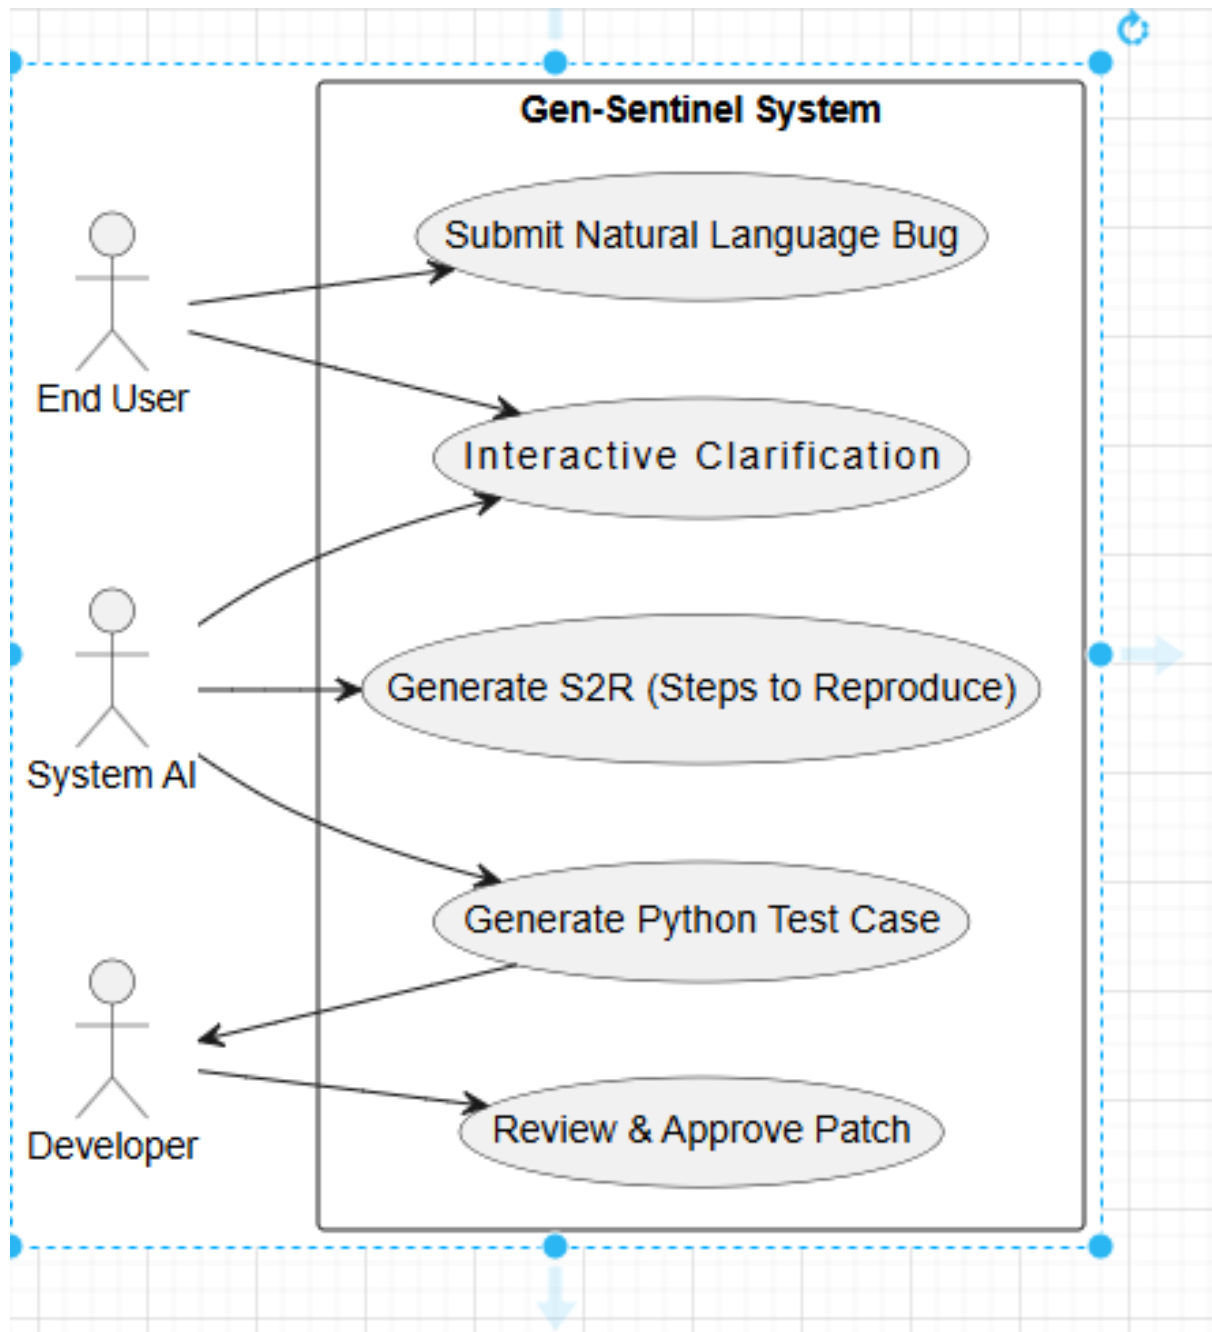 Gen-Sentinel System
Submit Natural Language Bug
End User
Interactive Clarification
Generate S2R (Steps to Reproduce)
System AI
Generate Python Test Case
Review & Approve Patch
Developer